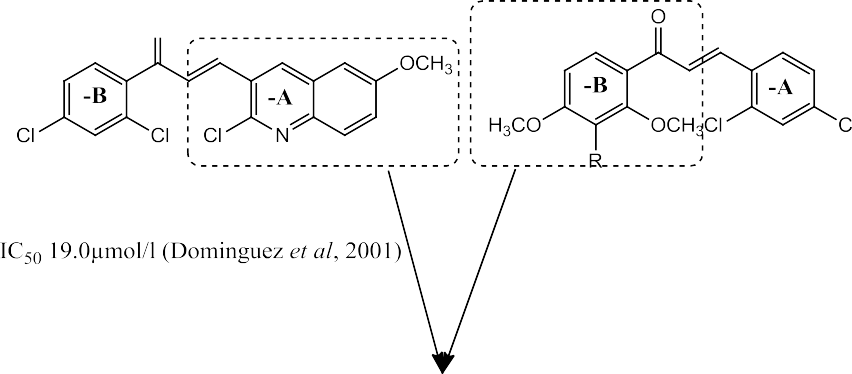 O
OCH₃
-B
-A
-B
-A
Cl
Cl
Cl
N
H₃CO
OCH₃
Cl
C
R
IC₅₀ 19.0µmol/l (Dominguez et al, 2001)